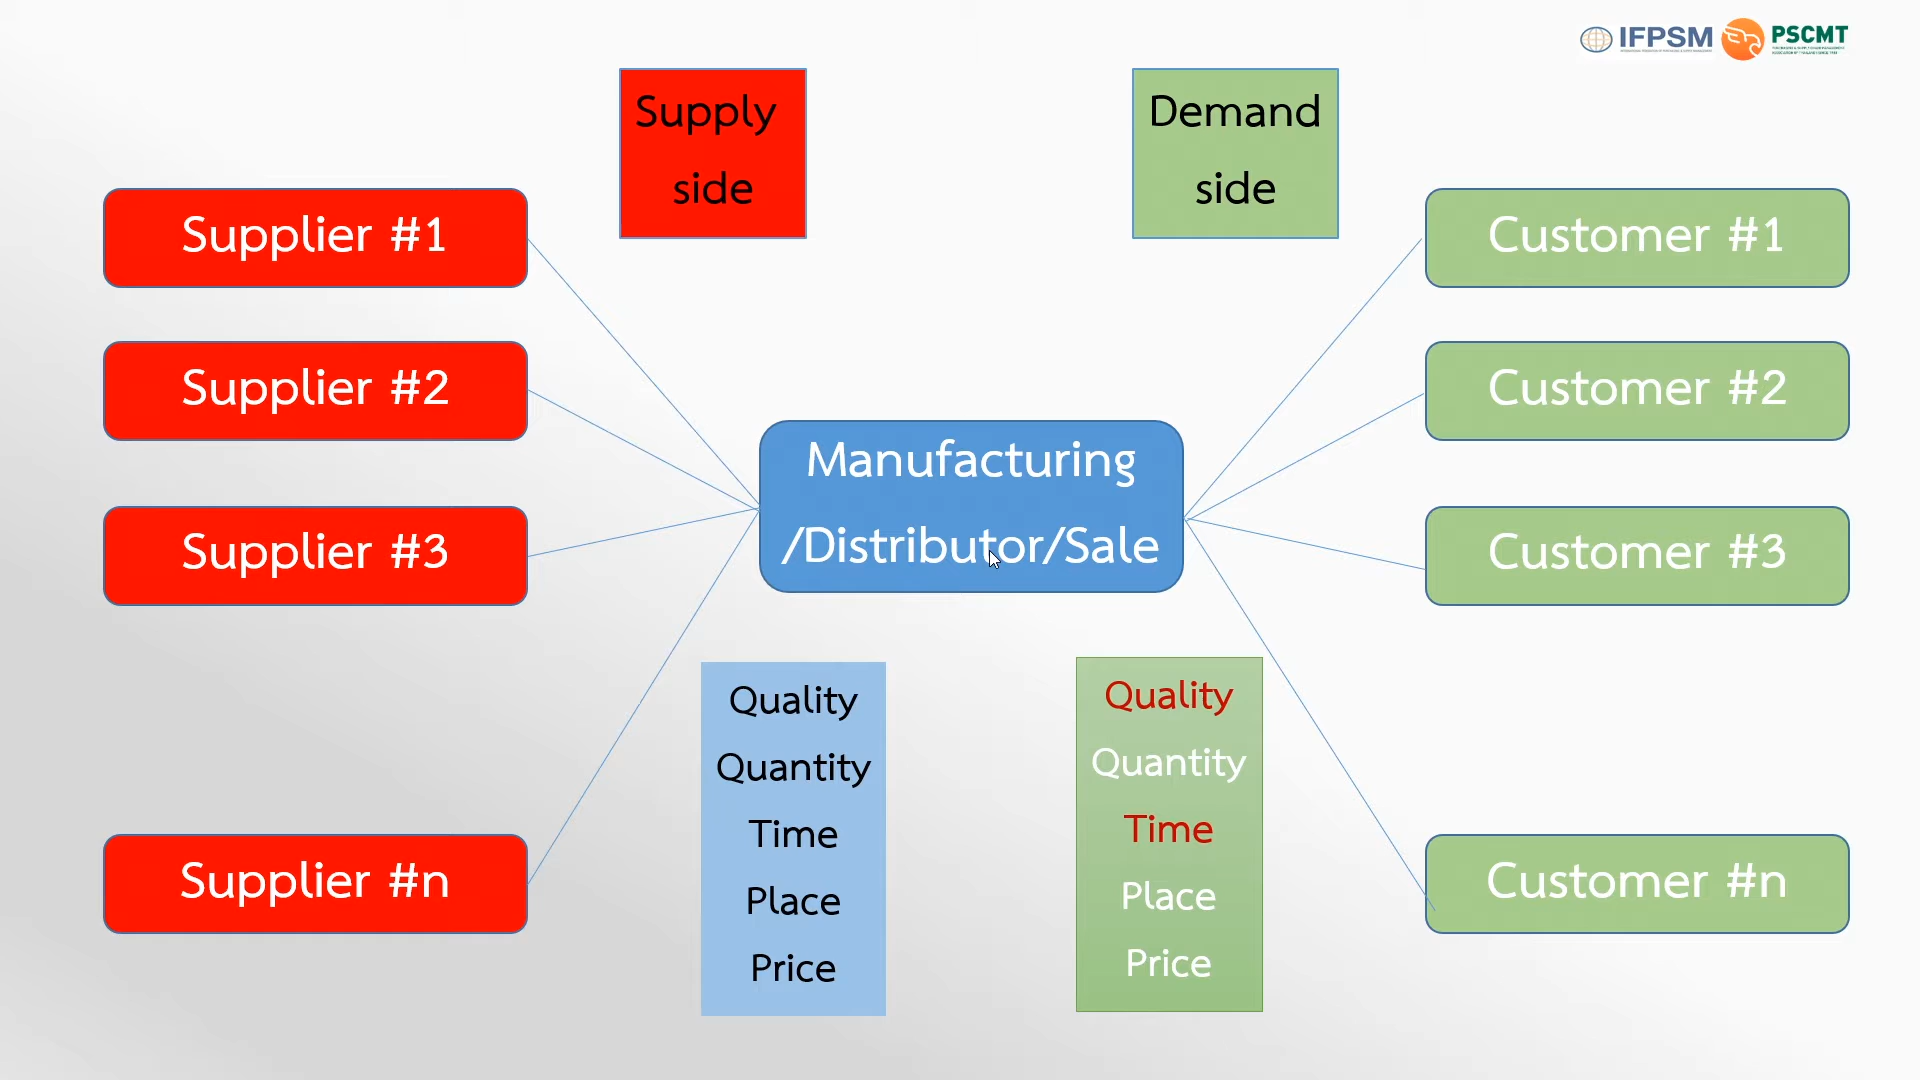 IFPSM
PSCMT
Supply
side
Demand
side
Supplier #1
Supplier #2
Supplier #3
Supplier #n
Manufacturing
/Distributor/Sale
Customer #1
Customer #2
Customer #3
Customer #n
Quality
Quantity
Time
Place
Price
Quality
Quantity
Time
Place
Price